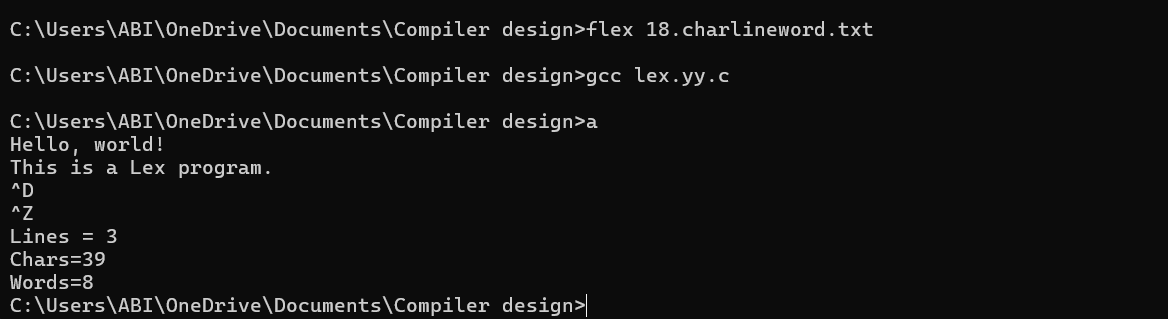 C:\Users\ABI\OneDrive\Documents\Compiler design>flex 18.charlineword.txt
C:\Users\ABI\OneDrive\Documents\Compiler design>gcc lex.yy.c
C:\Users\ABI\OneDrive\Documents\Compiler design>a
Hello, world!
This is a Lex program.
^D
^Z
Lines = 3
Chars=39
Words=8
C:\Users\ABI\OneDrive\Documents\Compiler design>